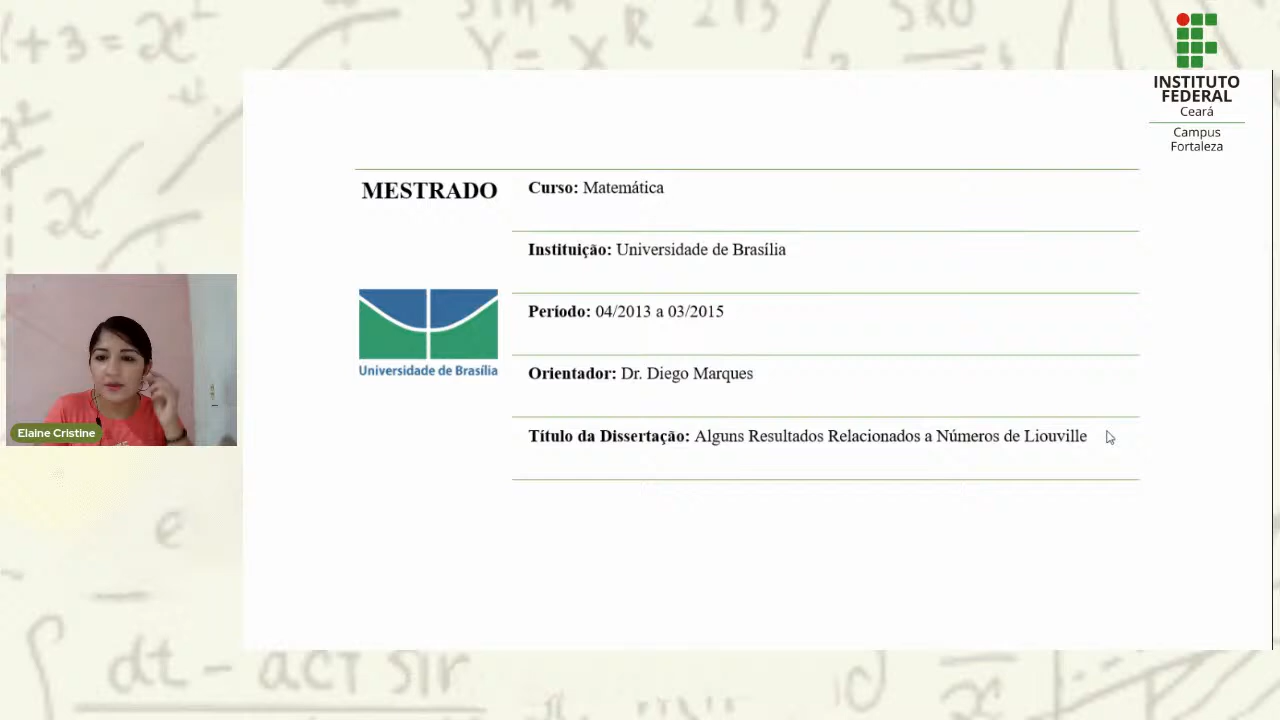 INSTITUTO
FEDERAL
Ceará
Campus
Fortaleza
MESTRADO
Curso: Matemática
Instituição: Universidade de Brasília
Período: 04/2013 a 03/2015
Universidade de Brasília
Orientador: Dr. Diego Marques
Título da Dissertação: Alguns Resultados Relacionados a Números de Liouville
Elaine Cristine